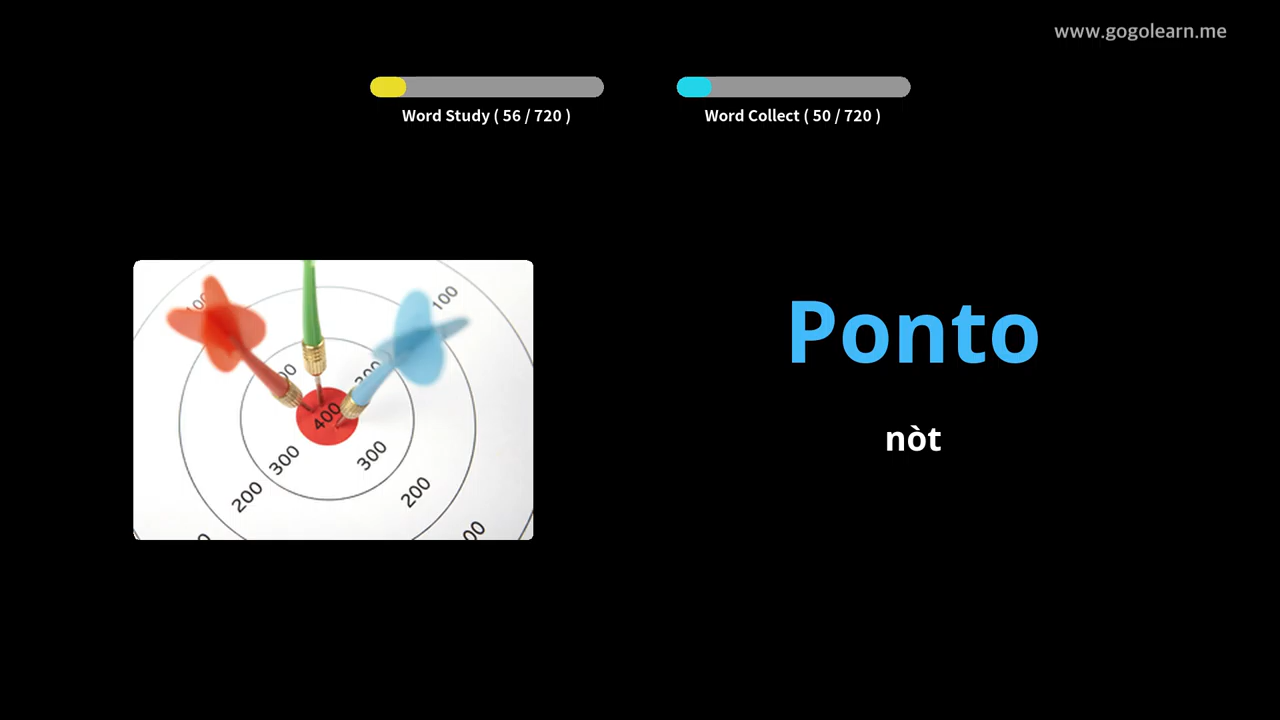 www.gogolearn.me
Word Study ( 56 / 720 )
Word Collect ( 50 / 720 )
Ponto
nòt
100
100
200
400
300
300
200
200